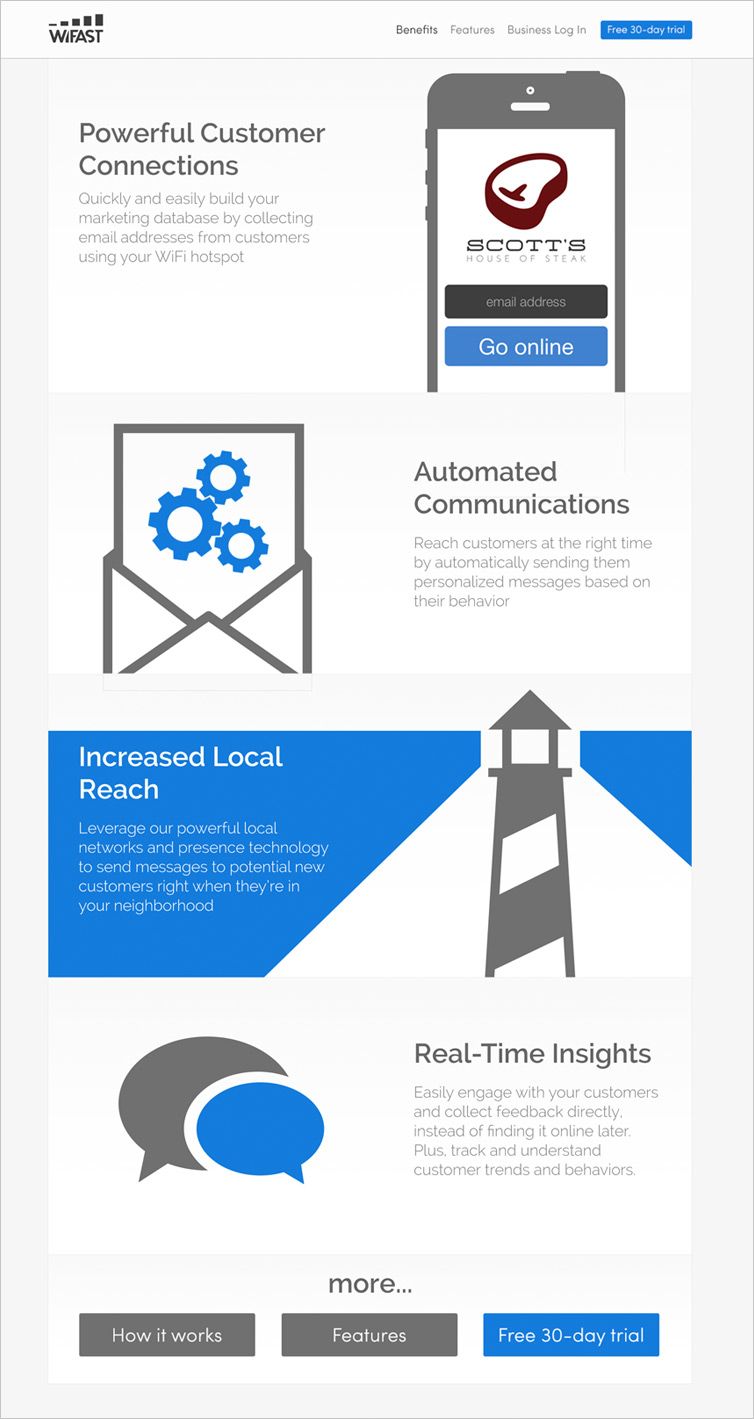 WiFAST
Benefits
Features
Business Log In
Free 30-day trial
Powerful Customer
Connections
Quickly and easily build your
marketing database by collecting
email addresses from customers
using your WiFi hotspot
SCOTT'S
HOUSE OF STEAK
email address
Go online
Automated
Communications
Reach customers at the right time
by automatically sending them
personalized messages based on
their behavior
Increased Local
Reach
Leverage our powerful local
networks and presence technology
to send messages to potential new
customers right when they're in
your neighborhood
Real-Time Insights
Easily engage with your customers
and collect feedback directly,
instead of finding it online later.
Plus, track and understand
customer trends and behaviors.
more...
How it works
Features
Free 30-day trial